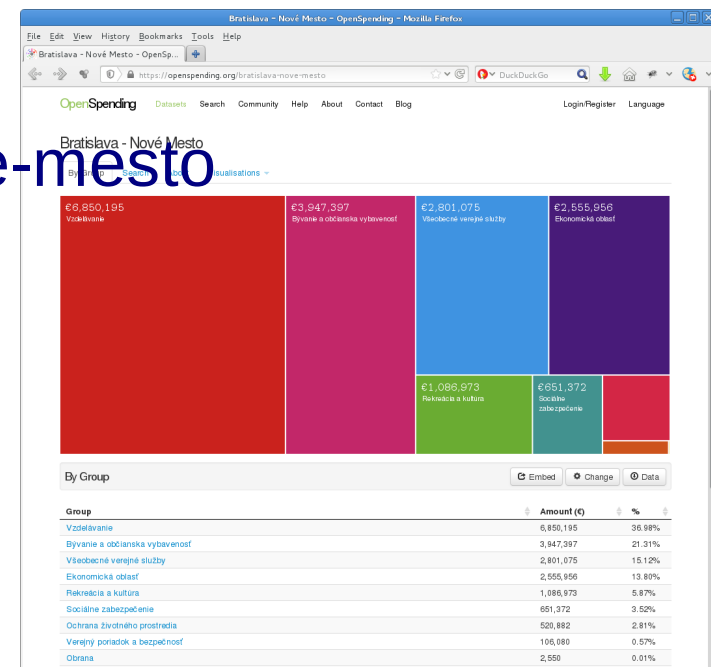 Bratislava - Nové Mesto - OpenSpending - Mozilla Firefox
File Edit View History Bookmarks Tools Help
Bratislava - Nové Mesto - OpenSp...
https://openspending.org/bratislava-nove-mesto
DuckDuckGo
OpenSpending Datasets Search Community Help About Contact Blog Login/Register Language
Bratislava - Nové Mesto
e-mesto
By Group Search About Visualisations
€6,850,195
Vzdelávanie
€3,947,397
Bývanie a občianska vybavenosť
€2,801,075
Všeobecné verejné služby
€2,555,956
Ekonomická oblasť
€1,086,973
Rekreácia a kultúra
€651,372
Sociálne
zabezpečenie
By Group Embed Change Data
Group Amount (€) %
Vzdelávanie 6,850,195 36.98%
Bývanie a občianska vybavenosť 3,947,397 21.31%
Všeobecné verejné služby 2,801,075 15.12%
Ekonomická oblasť 2,555,956 13.80%
Rekreácia a kultúra 1,086,973 5.87%
Sociálne zabezpečenie 651,372 3.52%
Ochrana životného prostredia 520,882 2.81%
Verejný poriadok a bezpečnosť 106,080 0.57%
Obrana 2,550 0.01%